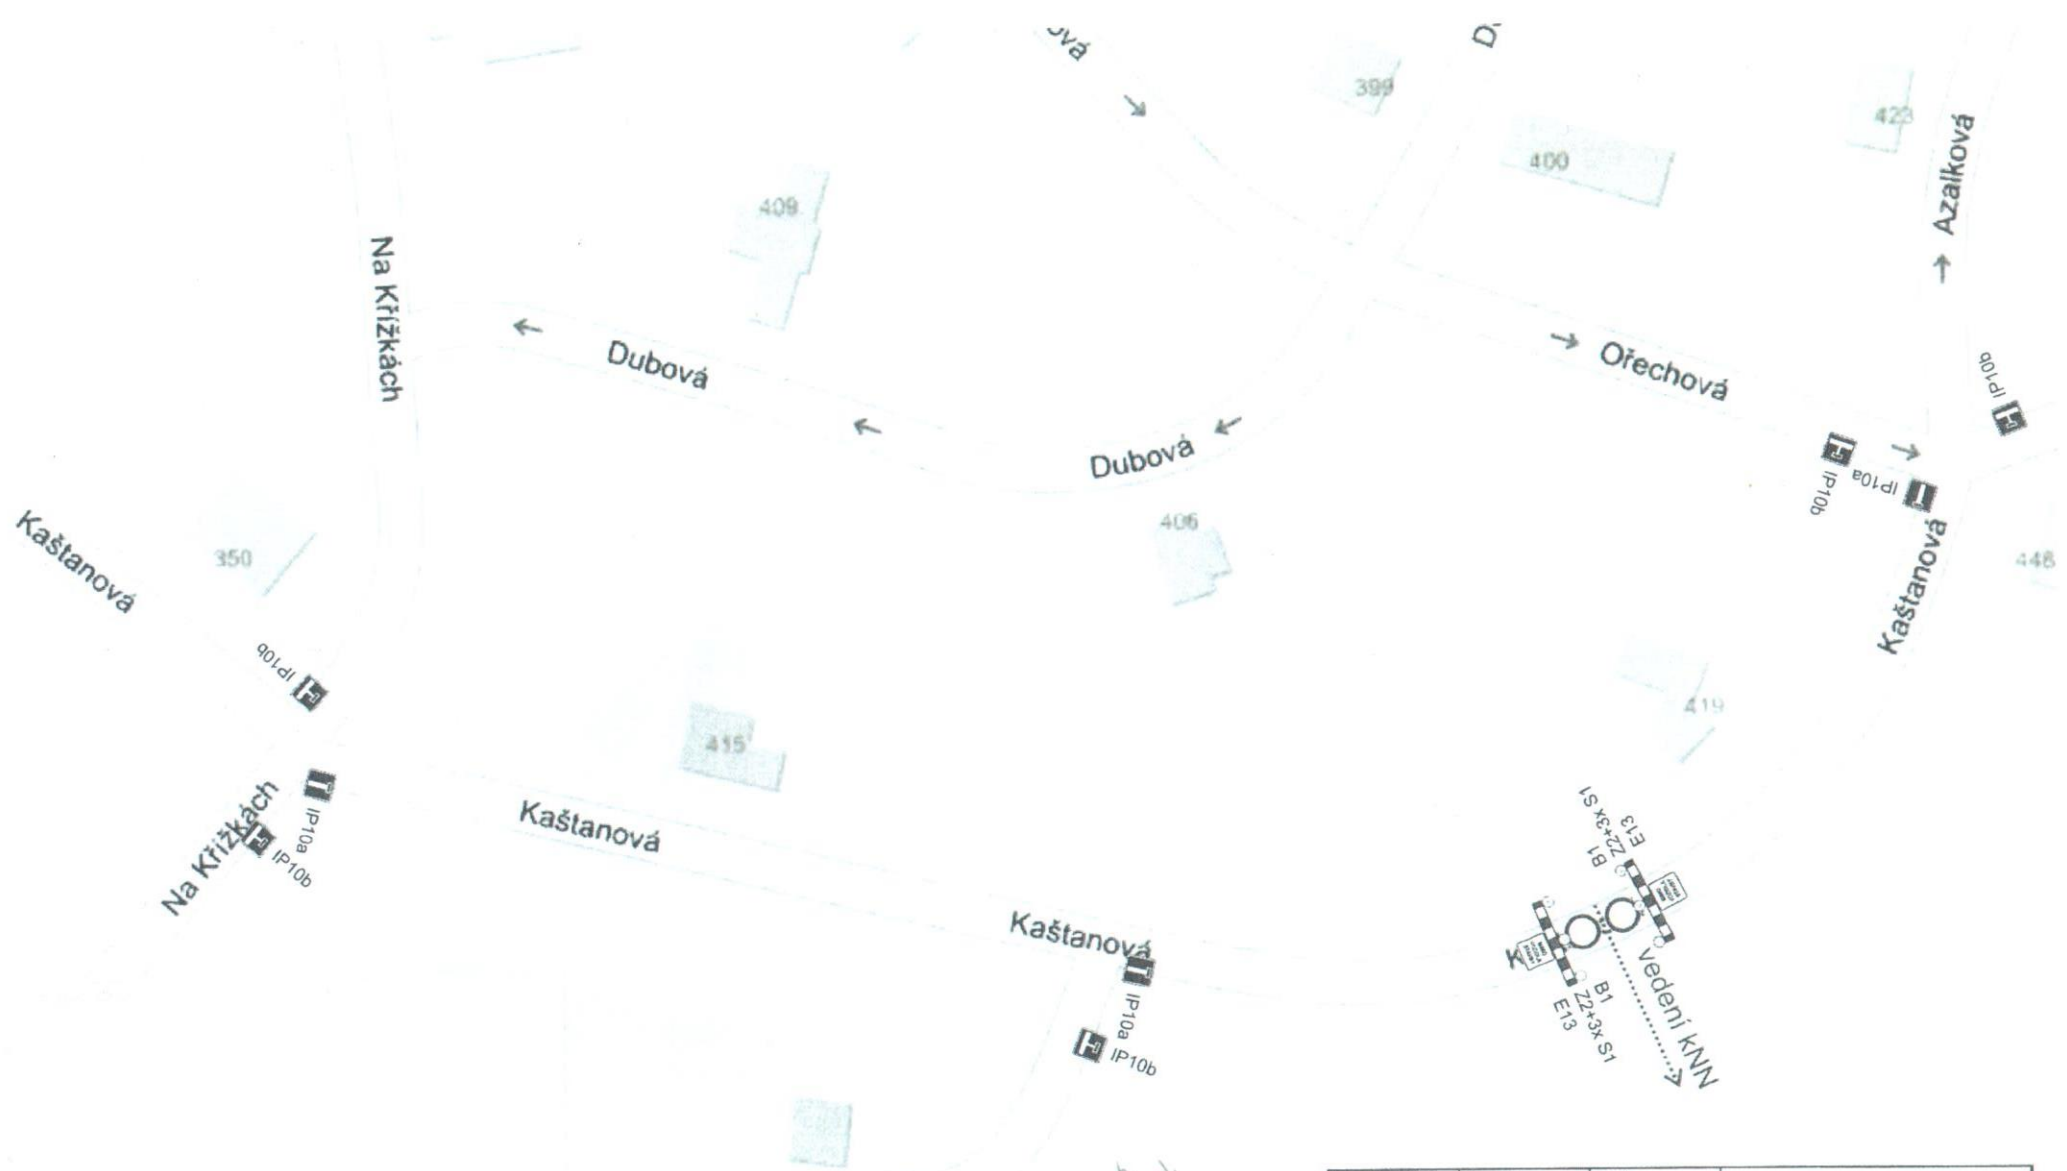 ová
399
400
423
Azalková
409
Na Křížkách
Dubová
Ořechová
IP10b
Dubová
IP10a
IP10b
406
Kaštanová
350
Kaštanová
448
IP10b
419
415
Kaštanová
Na Křížkách
IP10a
IP10b
Z2+3x S1
E13
B1
Kaštanová
K
vedení kNN
B1
Z2+3x S1
E13
IP10a
IP10b